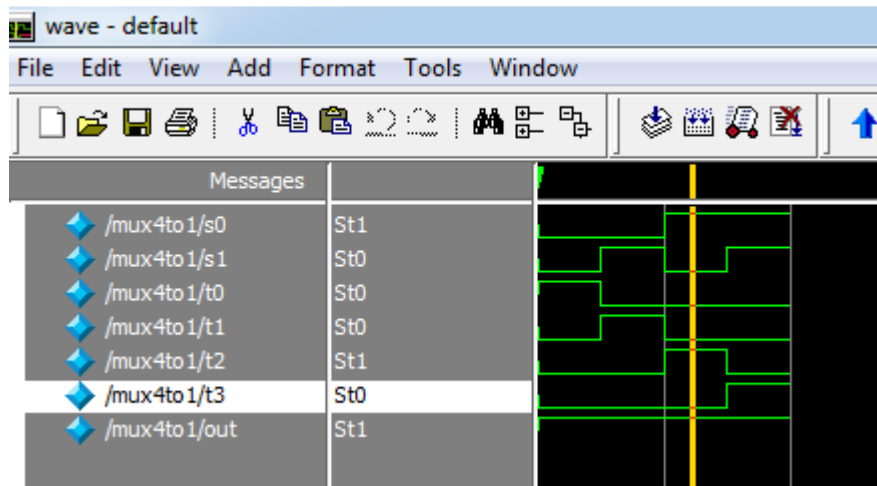 wave - default
File Edit View Add Format Tools Window
Messages
/mux4to1/s0 St1
/mux4to1/s1 St0
/mux4to1/t0 St0
/mux4to1/t1 St0
/mux4to1/t2 St1
/mux4to1/t3 St0
/mux4to1/out St1